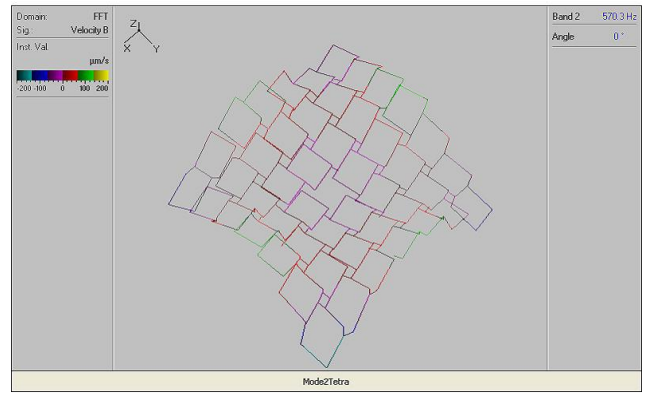 Domain: FFT
Sig.: Velocity B
Inst. Val
µm/s
-200 -100 0 100 200
Z
X Y
Band 2 570.3 Hz
Angle 0 °
Mode2Tetra